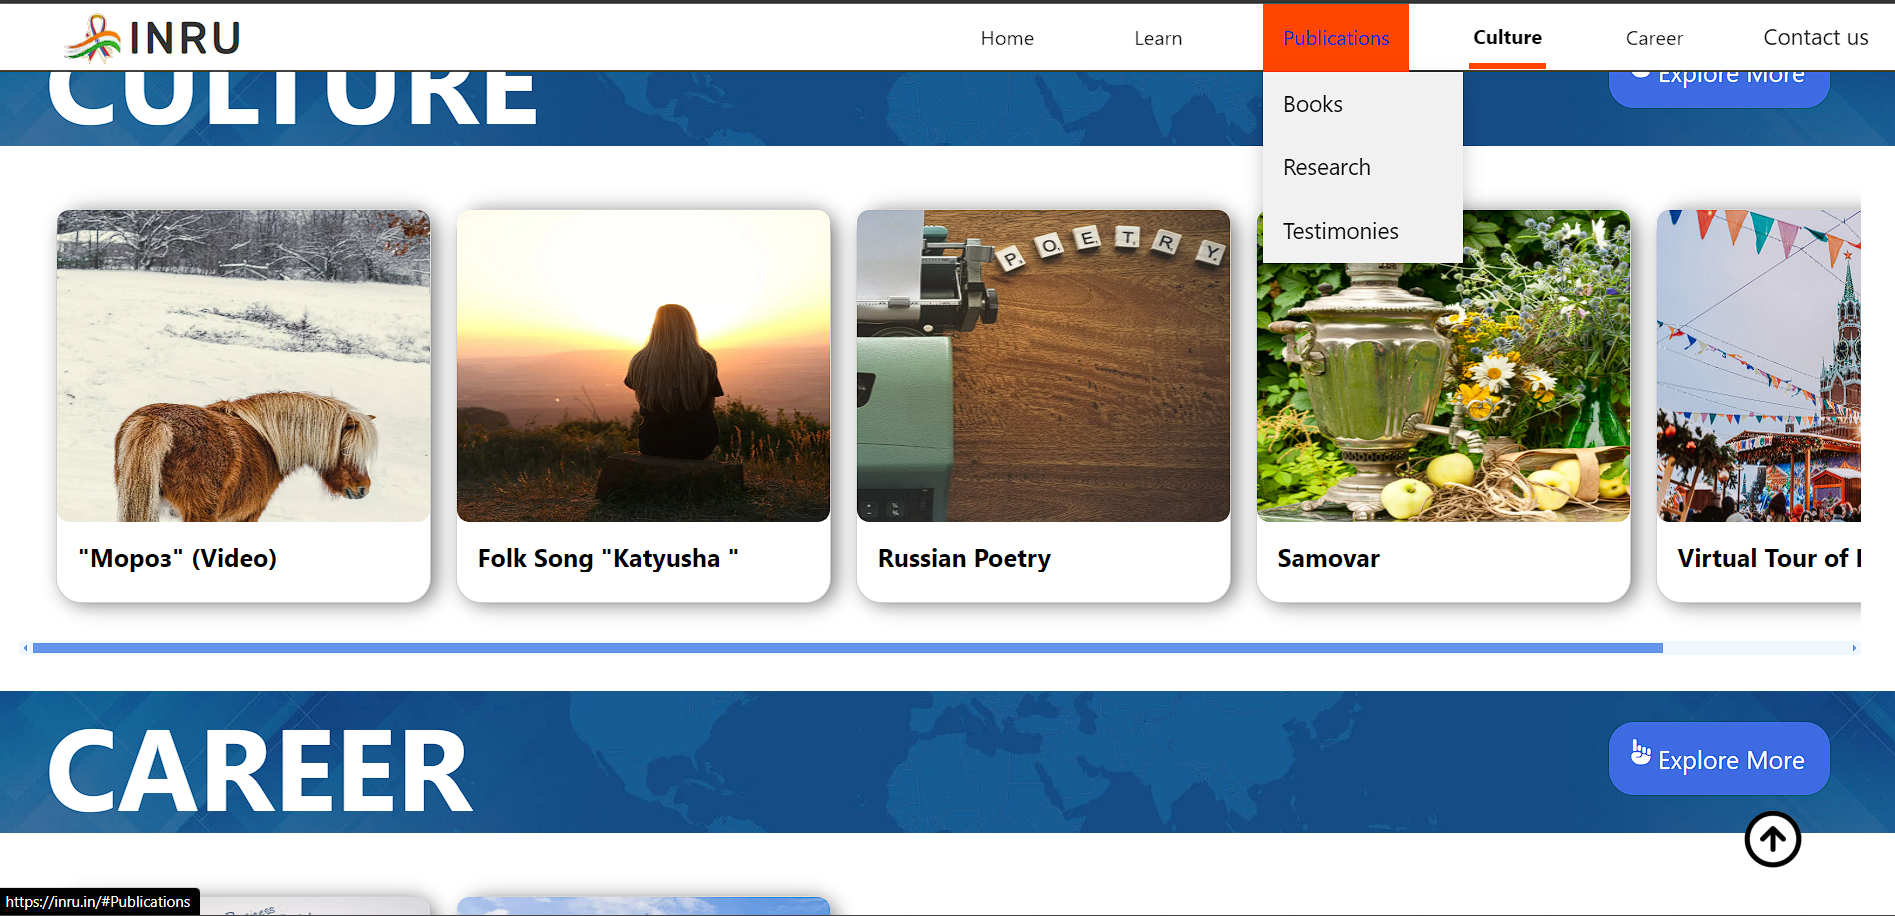 INRU
Home
Learn
Publications
Culture
Career
Contact us
CULTURE
Explore More
Books
Research
Testimonies
P O E T R Y
"Мороз" (Video)
Folk Song "Katyusha "
Russian Poetry
Samovar
Virtual Tour of
CAREER
Explore More
https://inru.in/#Publications
Business